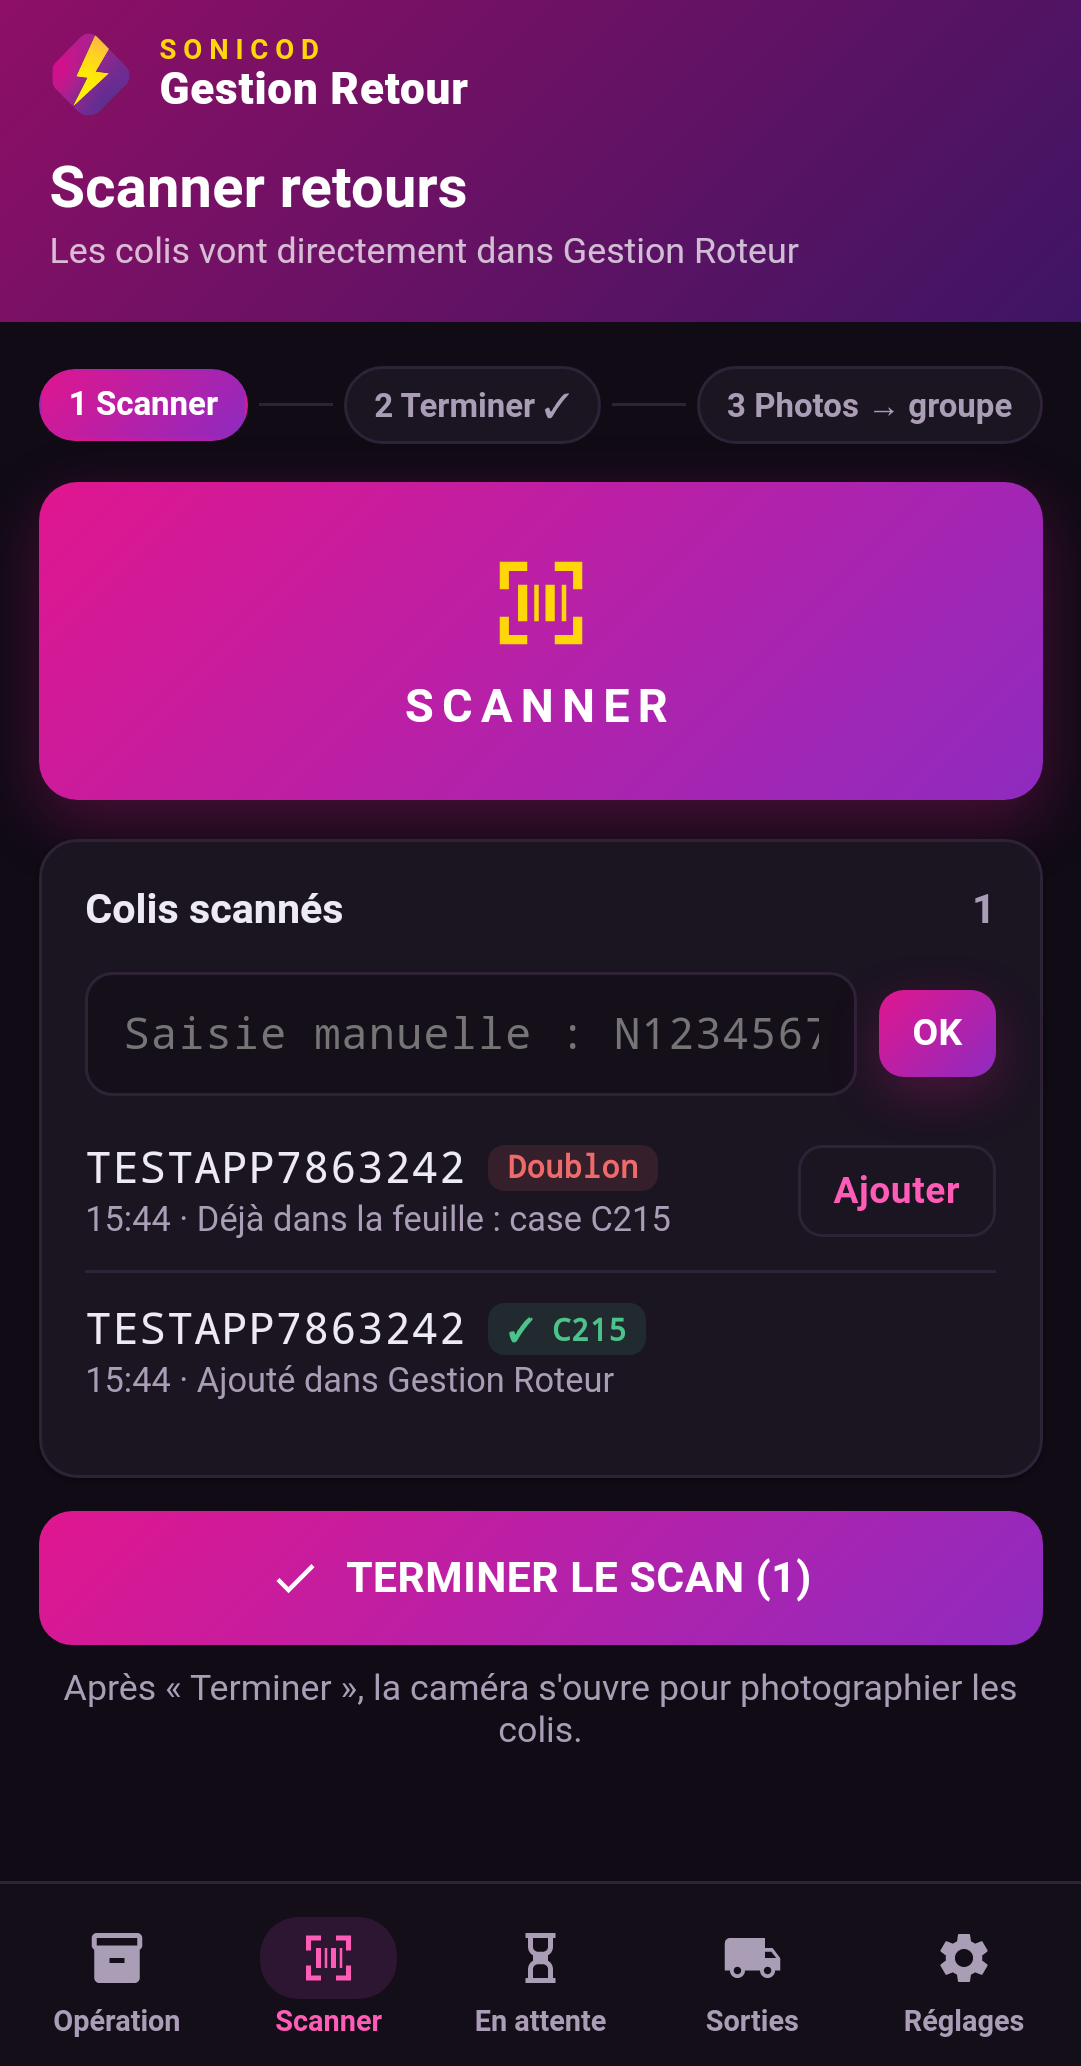 SONICOD
Gestion Retour
Scanner retours
Les colis vont directement dans Gestion Roteur
1 Scanner
2 Terminer ✓
3 Photos → groupe
SCANNER
Colis scannés
1
Saisie manuelle : N1234567
OK
TESTAPP7863242 Doublon
15:44 · Déjà dans la feuille : case C215
Ajouter
TESTAPP7863242 ✓ C215
15:44 · Ajouté dans Gestion Roteur
TERMINER LE SCAN (1)
Après « Terminer », la caméra s'ouvre pour photographier les
colis.
Opération
Scanner
En attente
Sorties
Réglages